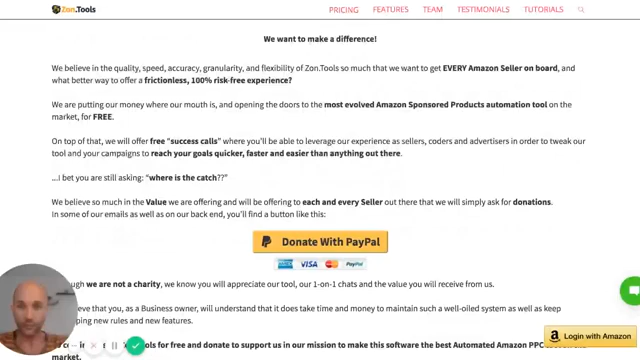 Zon.Tools
PRICING FEATURES TEAM TESTIMONIALS TUTORIALS
We want to make a difference!
We believe in the quality, speed, accuracy, granularity, and flexibility of Zon.Tools so much that we want to get EVERY Amazon Seller on board, and
what better way to offer a frictionless, 100% risk-free experience?
We are putting our money where our mouth is, and opening the doors to the most evolved Amazon Sponsored Products automation tool on the
market, for FREE.
On top of that, we will offer free “success calls” where you'll be able to leverage our experience as sellers, coders and advertisers in order to tweak our
tool and your campaigns to reach your goals quicker, faster and easier than anything out there.
...I bet you are still asking: “where is the catch??”
We believe so much in the Value we are offering and will be offering to each and every Seller out there that we will simply ask for donations.
In some of our emails as well as on our back end, you'll find a button like this:
Donate With PayPal
VISA PayPal
we are not a charity, we know you will appreciate our tool, our 1-on-1 chats and the value you will receive from us.
that you, as a Business owner, will understand that it does take time and money to maintain such a well-oiled system as well as keep
new rules and new features.
Login with Amazon
for free and donate to support us in our mission to make this software the best Automated Amazon PPC
market.